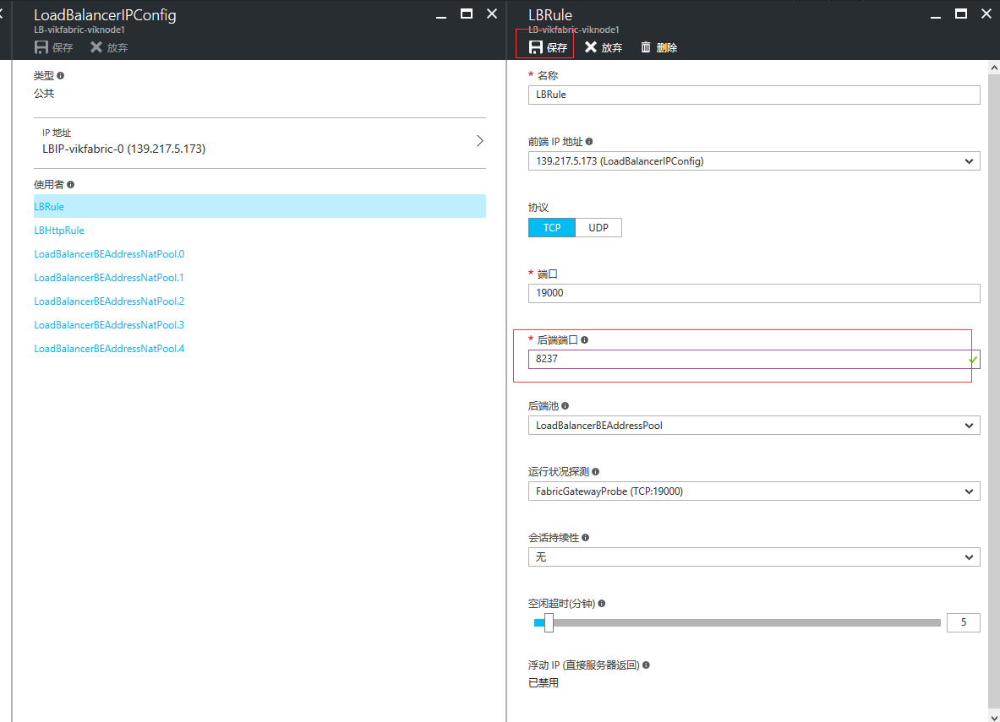 LoadBalancerIPConfig
LB-vikfabric-viknode1
保存 放弃
类型
公共
IP 地址
LBIP-vikfabric-0 (139.217.5.173)
使用者
LBRule
LBHttpRule
LoadBalancerBEAddressNatPool.0
LoadBalancerBEAddressNatPool.1
LoadBalancerBEAddressNatPool.2
LoadBalancerBEAddressNatPool.3
LoadBalancerBEAddressNatPool.4
LBRule
LB-vikfabric-viknode1
保存 放弃 删除
* 名称
LBRule
前端 IP 地址
139.217.5.173 (LoadBalancerIPConfig)
协议
TCP UDP
* 端口
19000
* 后端端口
8237
后端池
LoadBalancerBEAddressPool
运行状况探测
FabricGatewayProbe (TCP:19000)
会话持续性
无
空闲超时(分钟)
5
浮动 IP (直接服务器返回)
已禁用